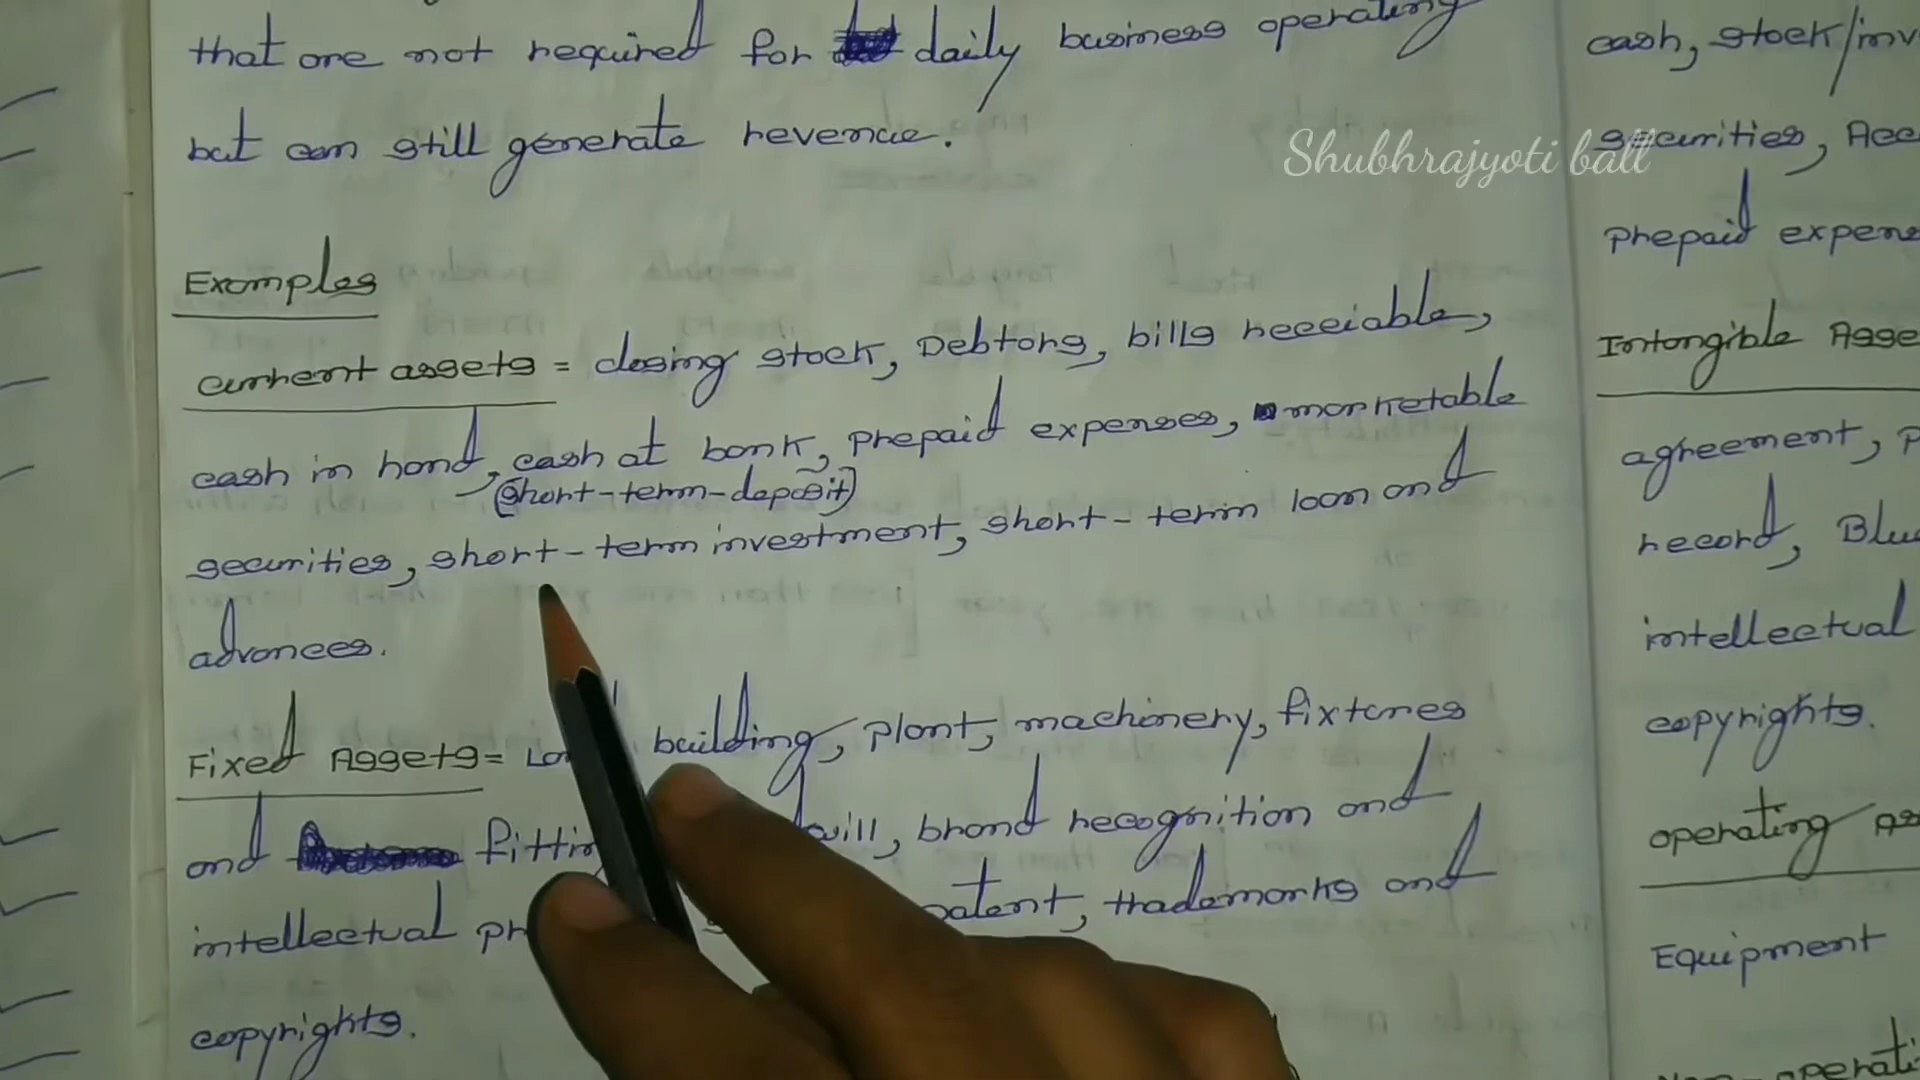 that are not required for daily business operating
but can still generate revenue.
Examples
current assets = closing stock, Debtors, bills receiable,
cash in hand, cash at bank, prepaid expenses, marketable
(short-term-deposit)
securities, short-term investment, short-term loan and
advances.
Fixed Assets = building, plant, machinery, fixtures
and brand recognition and
intellectual patent, trademarks and
copyrights.
cash, stock/inv
securities, Acc
prepaid expens
Intangible Asse
agreement, P
record, Blu
intellectual
copyrights.
operating As
Equipment
Shubhrajyoti ball